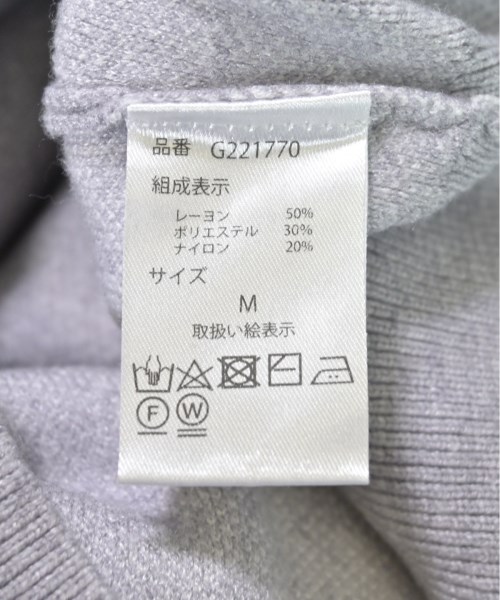 品番 G221770
組成表示
レーヨン 50%
ポリエステル 30%
ナイロン 20%
サイズ
M
取扱い絵表示
F W